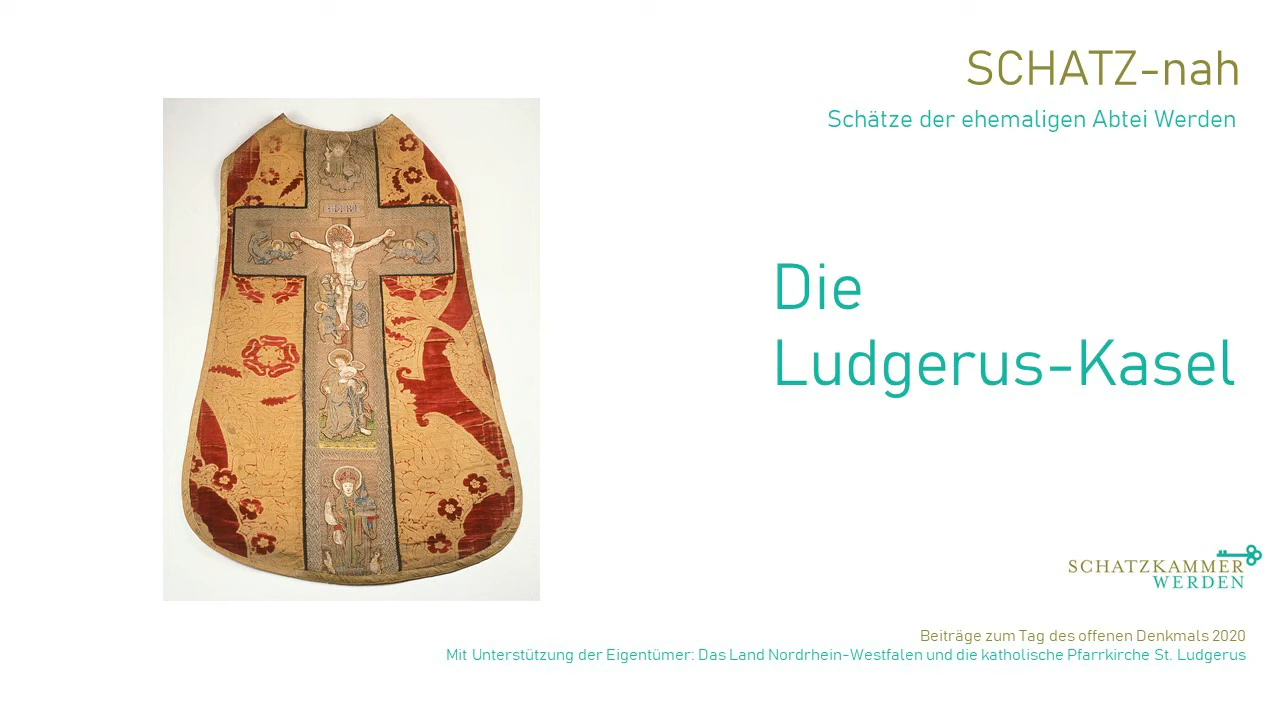 SCHATZ-nah
Schätze der ehemaligen Abtei Werden
Die
Ludgerus-Kasel
SCHATZKAMMER
WERDEN
Beiträge zum Tag des offenen Denkmals 2020
Mit Unterstützung der Eigentümer: Das Land Nordrhein-Westfalen und die katholische Pfarrkirche St. Ludgerus